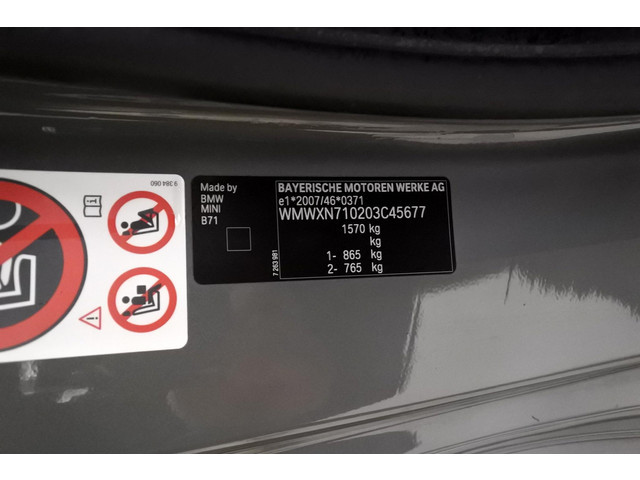 9 384 060
Made by
BMW
MINI
B71
7 263 981
BAYERISCHE MOTOREN WERKE AG
e1*2007/46*0371
WMWXN710203C45677
1570 kg
kg
1- 865 kg
2- 765 kg